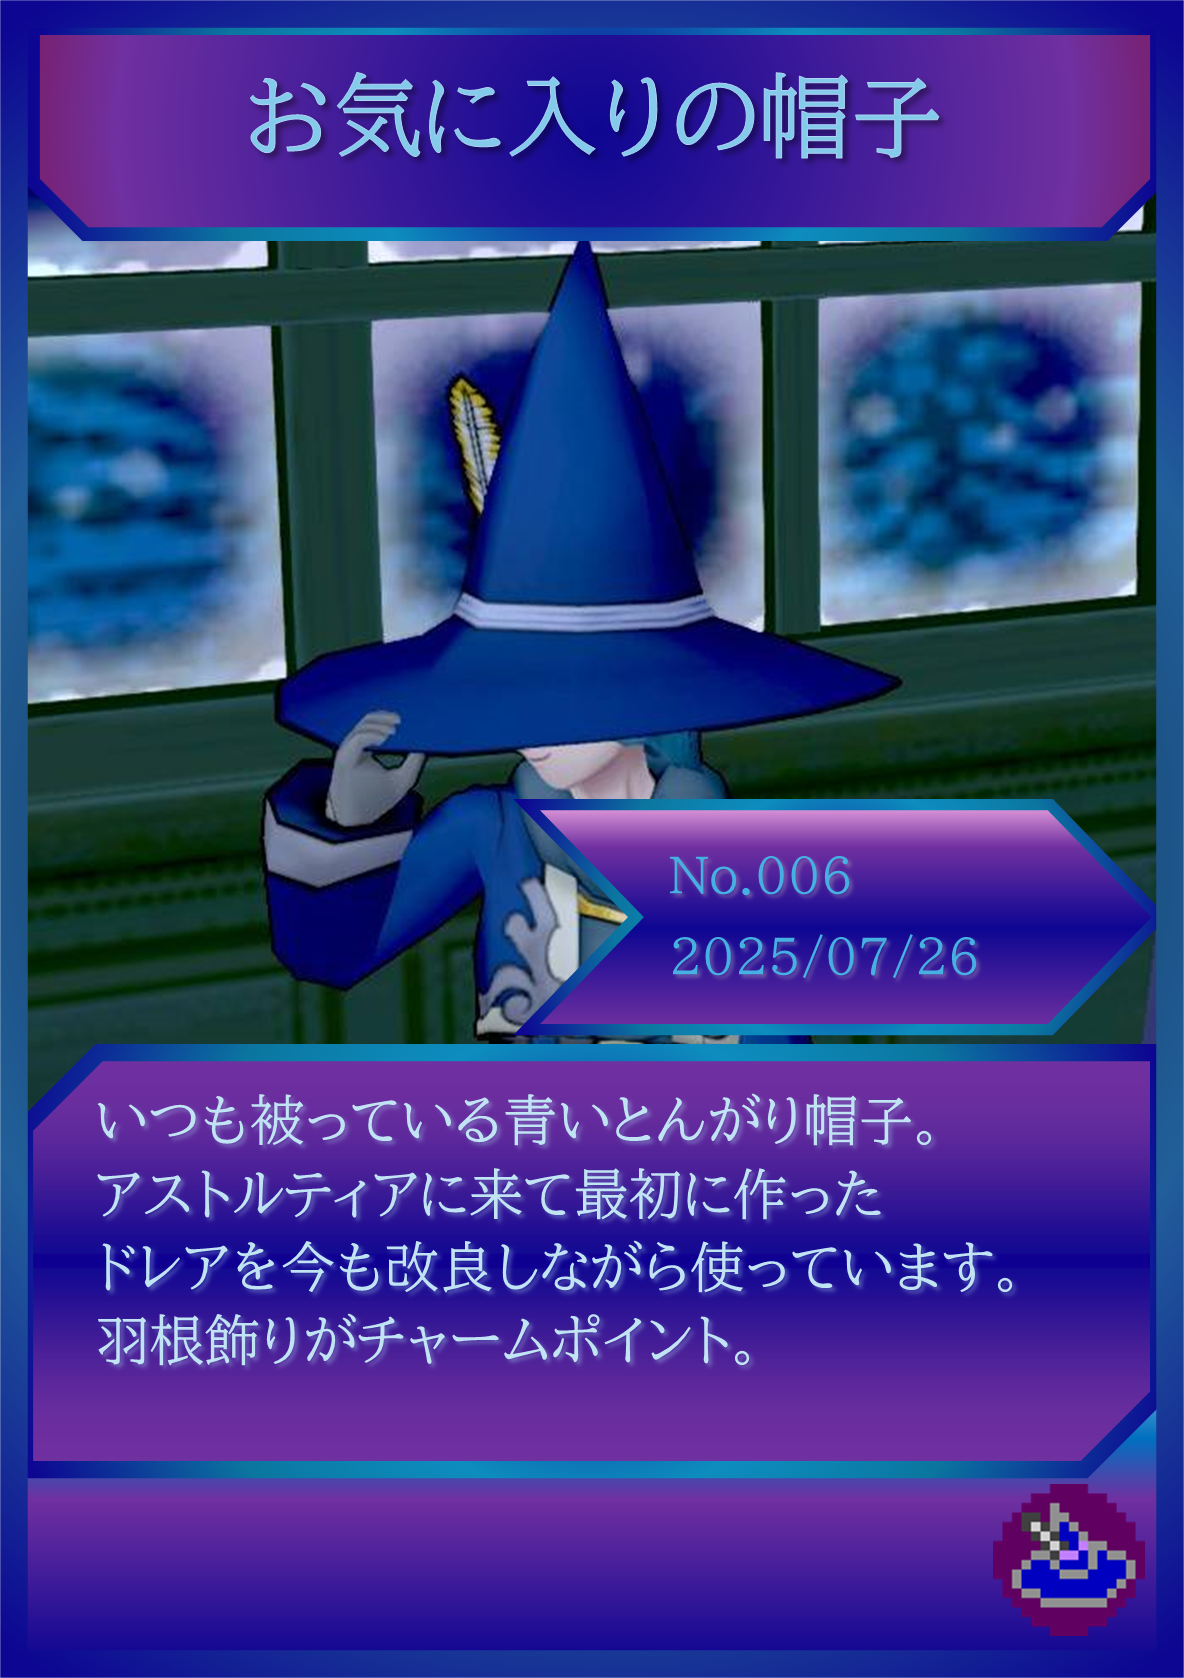 お気に入りの帽子
No.006
2025/07/26
いつも被っている青いとんがり帽子。
アストルティアに来て最初に作った
ドレアを今も改良しながら使っています。
羽根飾りがチャームポイント。